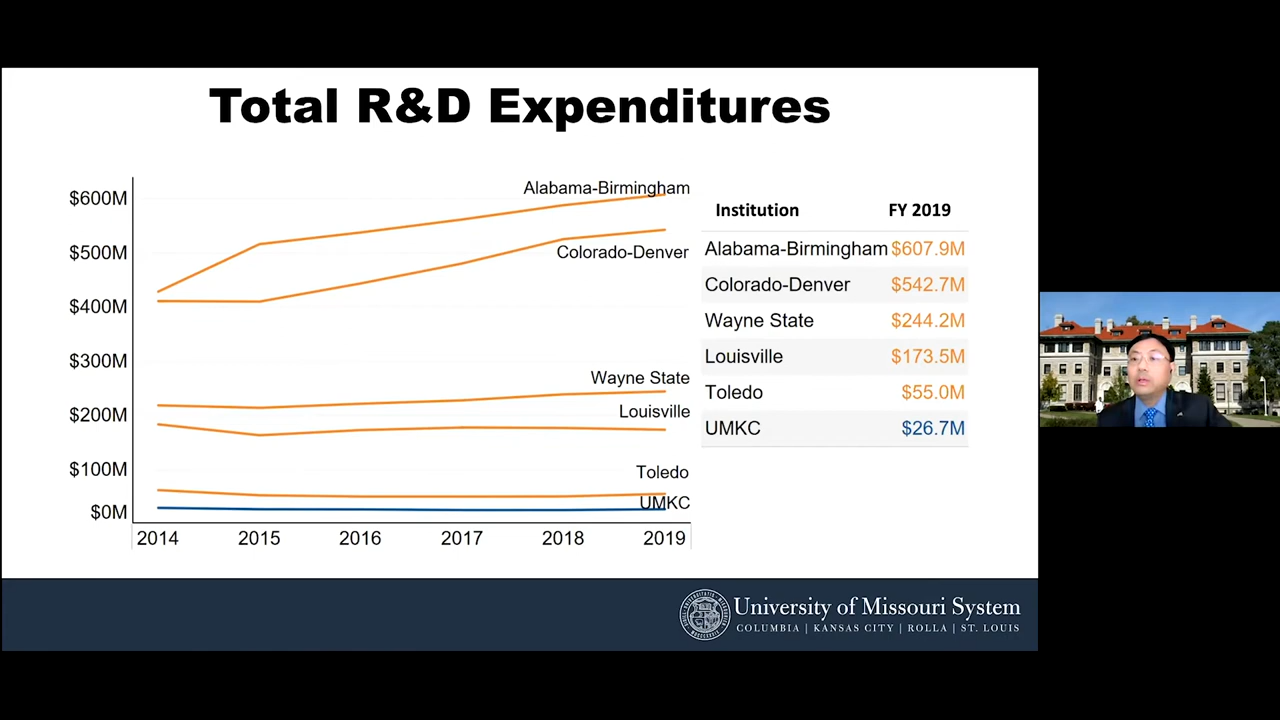 Total R&D Expenditures
$600M
$500M
$400M
$300M
$200M
$100M
$0M
Alabama-Birmingham
Colorado-Denver
Wayne State
Louisville
Toledo
UMKC
2014 2015 2016 2017 2018 2019
Institution FY 2019
Alabama-Birmingham $607.9M
Colorado-Denver $542.7M
Wayne State $244.2M
Louisville $173.5M
Toledo $55.0M
UMKC $26.7M
University of Missouri System
COLUMBIA | KANSAS CITY | ROLLA | ST. LOUIS